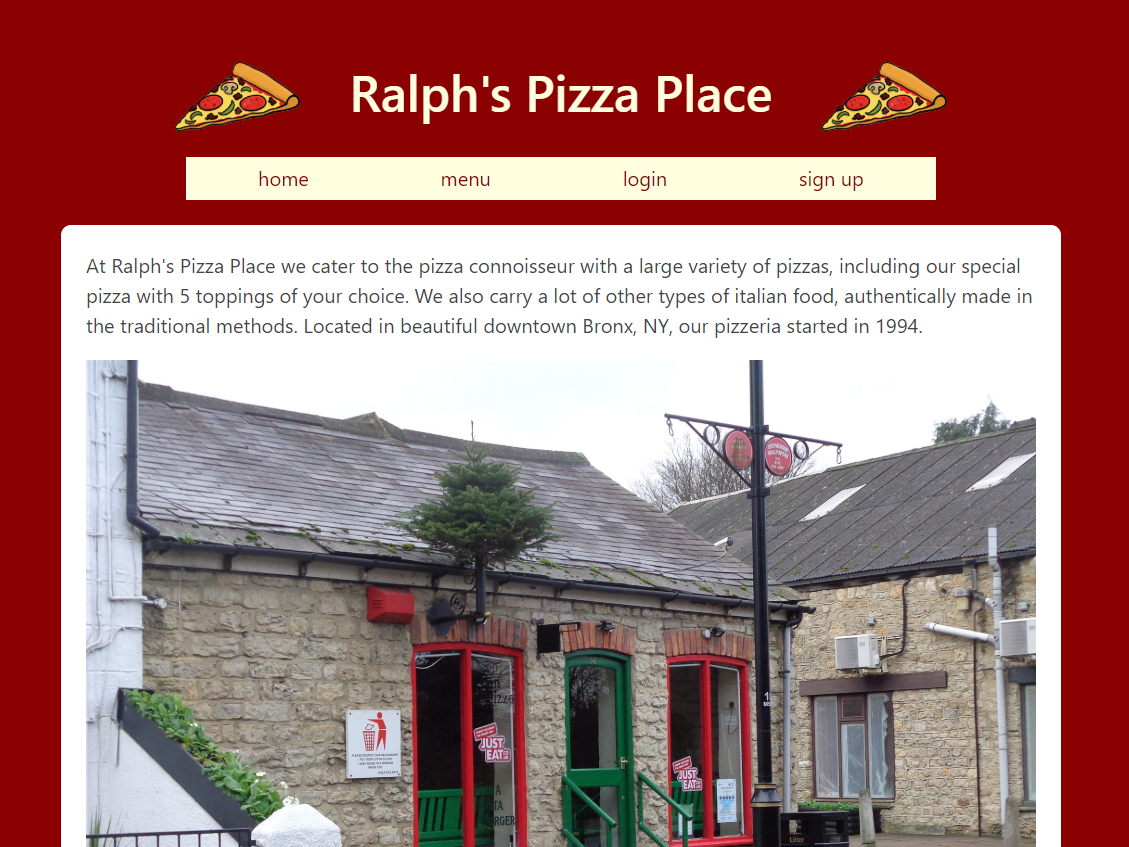 Ralph's Pizza Place
home menu login sign up
At Ralph's Pizza Place we cater to the pizza connoisseur with a large variety of pizzas, including our special
pizza with 5 toppings of your choice. We also carry a lot of other types of italian food, authentically made in
the traditional methods. Located in beautiful downtown Bronx, NY, our pizzeria started in 1994.
JUST
EAT
JUST
EAT
Litter